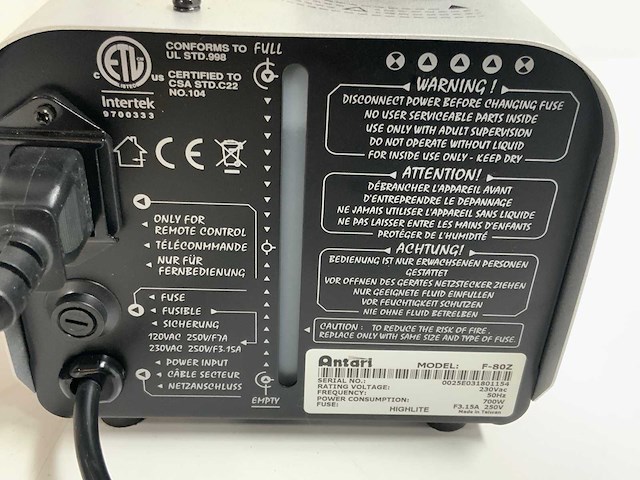 CONFORMS TO
UL STD.998
CERTIFIED TO
CSA STD.C22
NO.104
C
US
ETL
Intertek
9700333
CE
FULL
ONLY FOR
REMOTE CONTROL
TÉLÉCONMMANDE
NUR FÜR
FERNBEDIENUNG
FUSE
FUSIBLE
SICHERUNG
120VAC 250V/F7A
230VAC 250V/F3.15A
POWER INPUT
CÂBLE SECTEUR
NETZANSCHLUSS
EMPTY
WARNING !
DISCONNECT POWER BEFORE CHANGING FUSE
NO USER SERVICEABLE PARTS INSIDE
USE ONLY WITH ADULT SUPERVISION
DO NOT OPERATE WITHOUT LIQUID
FOR INSIDE USE ONLY - KEEP DRY
ATTENTION!
DÉBRANCHER L'APPAREIL AVANT
D'ENTREPRENDRE LE DEPANNAGE
NE JAMAIS UTILISER L'APPAREIL SANS LIQUIDE
NE PAS LAISSER ENTRE LES MAINS D'ENFANTS
PROTÉGER DE L'HUMIDITÉ
ACHTUNG!
BEDIENUNG IST NUR ERWACHSENEN PERSONEN
GESTATTET
VOR OFFNEN DES GERÄTES NETZSTECKER ZIEHEN
NUR GEEIGNETE FLUID EINFULLEN
VOR FEUCHTIGKEIT SCHUTZEN
NIE OHNE FLUID BETREIBEN
CAUTION : TO REDUCE THE RISK OF FIRE .
REPLACE ONLY WITH SAME SIZE AND TYPE OF FUSE.
Antari MODEL: F-80Z
SERIAL NO.: 0025E031801154
RATING VOLTAGE: 230Vac
FREQUENCY: 50Hz
POWER CONSUMPTION: 700W
FUSE: F3.15A 250V
HIGHLITE Made in Taiwan